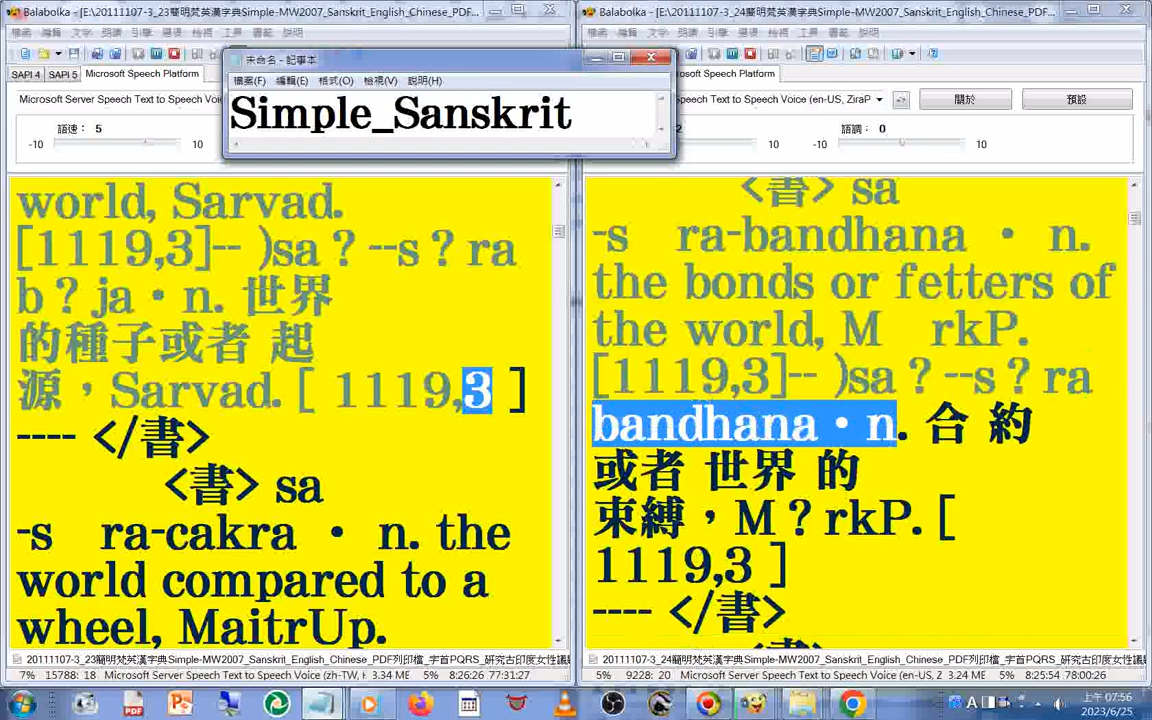 Balabolka - [E:\20111107-3_23簡明梵英漢字典Simple-MW2007_Sanskrit_English_Chinese_PDF...
Balabolka - [E:\20111107-3_24簡明梵英漢字典Simple-MW2007_Sanskrit_English_Chinese_PDF...
未命名 - 記事本
檔案(F) 編輯(E) 格式(O) 檢視(V) 說明(H)
Simple_Sanskrit
SAPI 4 SAPI 5 Microsoft Speech Platform
Speech Platform
Microsoft Server Speech Text to Speech Voi
Speech Text to Speech Voice (en-US, ZiraP
關於 預設
語速： 5
-10 10
2 語調： 0
10 -10 10
world, Sarvad.
[1119,3]-- )sa？--s？ra
b？ja・n. 世界
的種子或者 起
源，Sarvad. [ 1119,3 ]
---- </書>
<書> sa
-s ra-cakra ・ n. the
world compared to a
wheel, MaitrUp.
<書> sa
-s ra-bandhana ・ n.
the bonds or fetters of
the world, M rkP.
[1119,3]-- )sa？--s？ra
bandhana・n. 合 約
或者 世界 的
束縛，M？rkP. [
1119,3 ]
---- </書>
20111107-3_23簡明梵英漢字典Simple-MW2007_Sanskrit_English_Chinese_PDF列印檔_字首PQRS_研究古印度女性議
20111107-3_24簡明梵英漢字典Simple-MW2007_Sanskrit_English_Chinese_PDF列印檔_字首PQRS_研究古印度女性議
7% 15788: 18 Microsoft Server Speech Text to Speech Voice (zh-TW, H 3.34 ME 5% 8:26:26 77:31:27
5% 9228: 20 Microsoft Server Speech Text to Speech Voice (en-US, Z 3.24 ME 5% 8:25:54 78:00:26
上午 07:56
2023/6/25